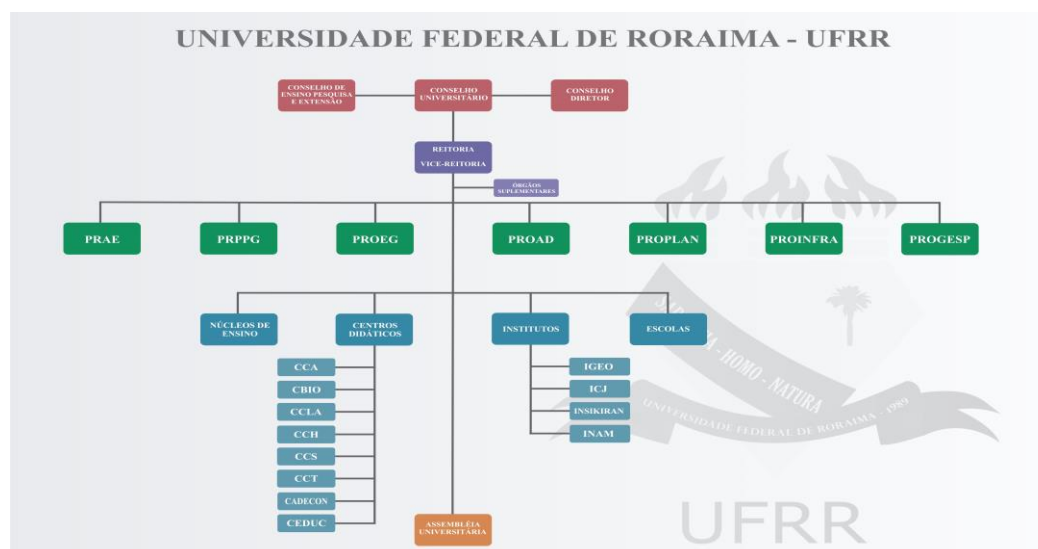 UNIVERSIDADE FEDERAL DE RORAIMA - UFRR
CONSELHO DE
ENSINO PESQUISA
E EXTENSÃO
CONSELHO
UNIVERSITÁRIO
CONSELHO
DIRETOR
REITORIA
VICE-REITORIA
ÓRGÃOS
SUPLEMENTARES
PRAE
PRPPG
PROEG
PROAD
PROPLAN
PROINFRA
PROGESP
NÚCLEOS DE
ENSINO
CENTROS
DIDÁTICOS
INSTITUTOS
ESCOLAS
CCA
CBIO
CCLA
CCH
CCS
CCT
CADECON
CEDUC
IGEO
ICJ
INSIKIRAN
INAM
ASSEMBLÉIA
UNIVERSITÁRIA
- HOMO - NATURA
UNIVERSIDADE FEDERAL DE RORAIMA - 1989
UFRR